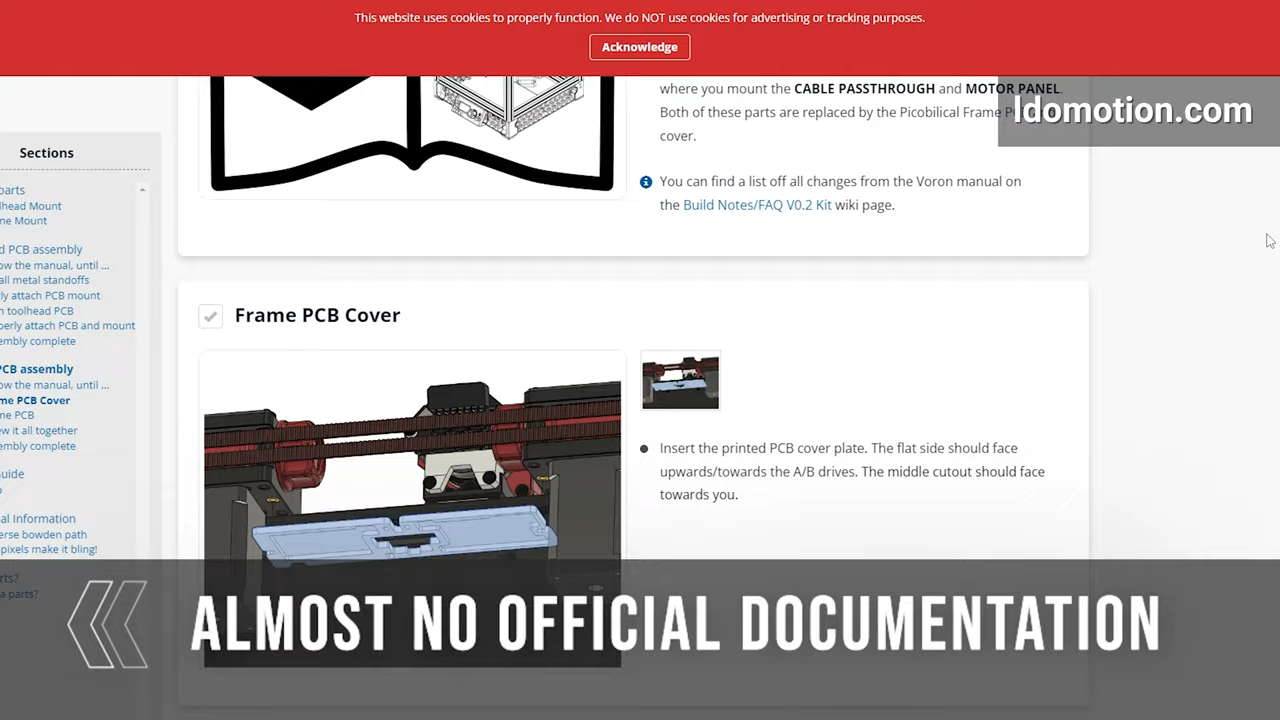 This website uses cookies to properly function. We do NOT use cookies for advertising or tracking purposes.
Acknowledge
ldomotion.com
where you mount the CABLE PASSTHROUGH and MOTOR PANEL.
Both of these parts are replaced by the Picobilical Frame
cover.
You can find a list off all changes from the Voron manual on
the Build Notes/FAQ V0.2 Kit wiki page.
Sections
parts
lhead Mount
me Mount
d PCB assembly
ow the manual, until ...
all metal standoffs
ly attach PCB mount
h toolhead PCB
perly attach PCB and mount
embly complete
PCB assembly
ow the manual, until ...
me PCB Cover
me PCB
ew it all together
embly complete
uide
o
al Information
erse bowden path
pixels make it bling!
rts?
a parts?
Frame PCB Cover
Insert the printed PCB cover plate. The flat side should face
upwards/towards the A/B drives. The middle cutout should face
towards you.
ALMOST NO OFFICIAL DOCUMENTATION